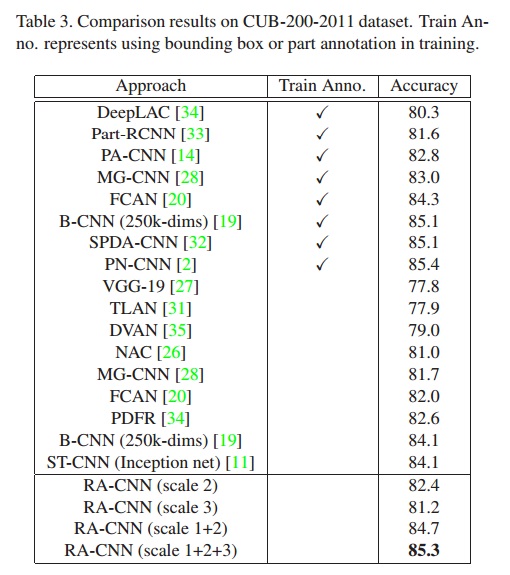 Table 3. Comparison results on CUB-200-2011 dataset. Train An-
no. represents using bounding box or part annotation in training.
Approach Train Anno. Accuracy
DeepLAC [34] ✓ 80.3
Part-RCNN [33] ✓ 81.6
PA-CNN [14] ✓ 82.8
MG-CNN [28] ✓ 83.0
FCAN [20] ✓ 84.3
B-CNN (250k-dims) [19] ✓ 85.1
SPDA-CNN [32] ✓ 85.1
PN-CNN [2] ✓ 85.4
VGG-19 [27] 77.8
TLAN [31] 77.9
DVAN [35] 79.0
NAC [26] 81.0
MG-CNN [28] 81.7
FCAN [20] 82.0
PDFR [34] 82.6
B-CNN (250k-dims) [19] 84.1
ST-CNN (Inception net) [11] 84.1
RA-CNN (scale 2) 82.4
RA-CNN (scale 3) 81.2
RA-CNN (scale 1+2) 84.7
RA-CNN (scale 1+2+3) 85.3